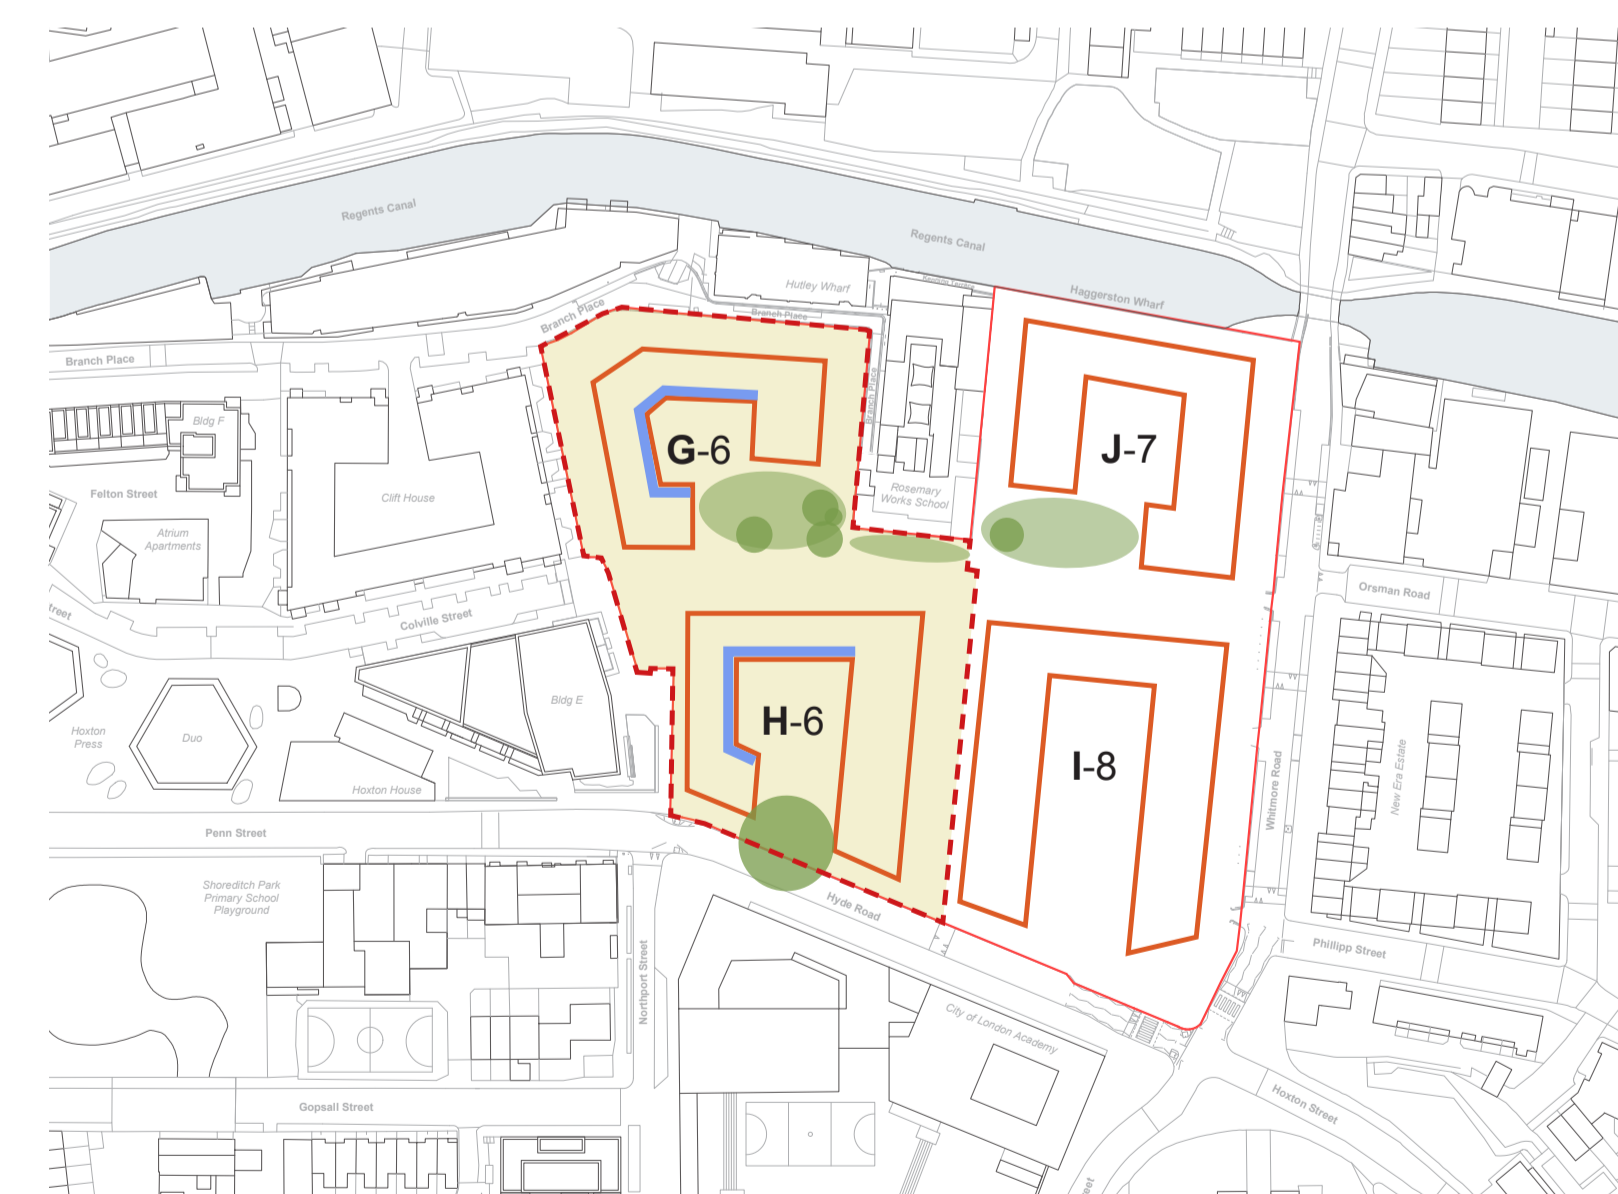 Regents Canal
Regents Canal
Haggerston Wharf
Hutley Wharf
Branch Place
Branch Place
Branch Place
Branch Place
Bldg F
Felton Street
Clift House
Atrium
Apartments
Rosemary
Works School
G-6
J-7
Orsman Road
Colville Street
Bldg E
Hoxton
Press
Duo
Hoxton House
H-6
I-8
Whitmore Road
New Era Estate
Penn Street
Shoreditch Park
Primary School
Playground
Hyde Road
Phillipp Street
Northport Street
City of London Academy
Gopsall Street
Hoxton Street